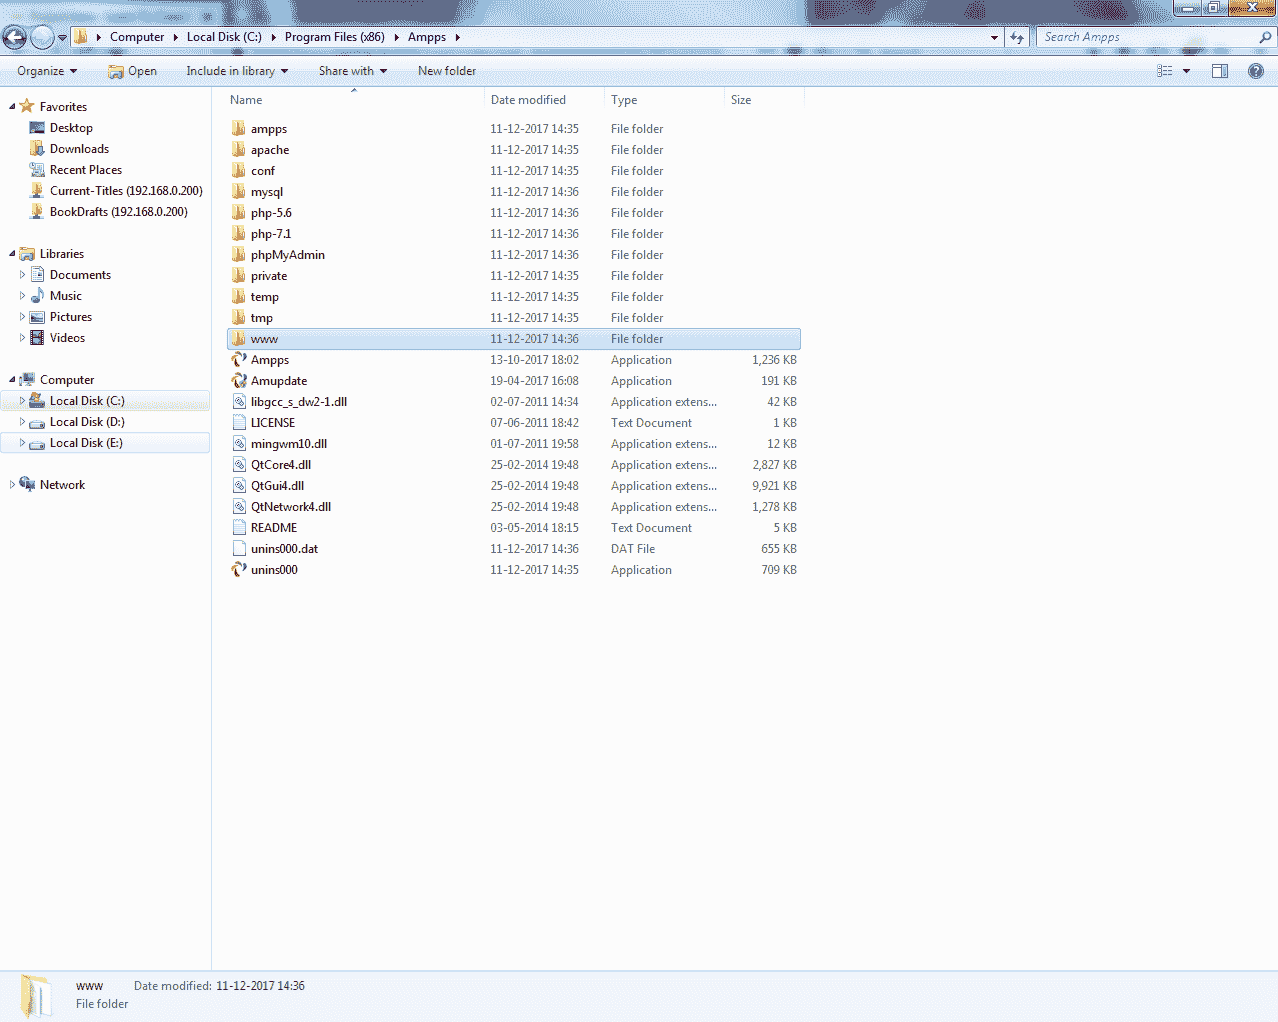 Computer Local Disk (C:) Program Files (x86) Ampps Search Ampps
Organize Open Include in library Share with New folder
Name Date modified Type Size
Favorites
Desktop
Downloads
Recent Places
Current-Titles (192.168.0.200)
BookDrafts (192.168.0.200)
Libraries
Documents
Music
Pictures
Videos
Computer
Local Disk (C:)
Local Disk (D:)
Local Disk (E:)
Network
ampps 11-12-2017 14:35 File folder
apache 11-12-2017 14:35 File folder
conf 11-12-2017 14:35 File folder
mysql 11-12-2017 14:36 File folder
php-5.6 11-12-2017 14:36 File folder
php-7.1 11-12-2017 14:36 File folder
phpMyAdmin 11-12-2017 14:36 File folder
private 11-12-2017 14:35 File folder
temp 11-12-2017 14:35 File folder
tmp 11-12-2017 14:35 File folder
www 11-12-2017 14:36 File folder
Ampps 13-10-2017 18:02 Application 1,236 KB
Amupdate 19-04-2017 16:08 Application 191 KB
libgcc_s_dw2-1.dll 02-07-2011 14:34 Application extens... 42 KB
LICENSE 07-06-2011 18:42 Text Document 1 KB
mingwm10.dll 01-07-2011 19:58 Application extens... 12 KB
QtCore4.dll 25-02-2014 19:48 Application extens... 2,827 KB
QtGui4.dll 25-02-2014 19:48 Application extens... 9,921 KB
QtNetwork4.dll 25-02-2014 19:48 Application extens... 1,278 KB
README 03-05-2014 18:15 Text Document 5 KB
unins000.dat 11-12-2017 14:36 DAT File 655 KB
unins000 11-12-2017 14:35 Application 709 KB
www Date modified: 11-12-2017 14:36
File folder